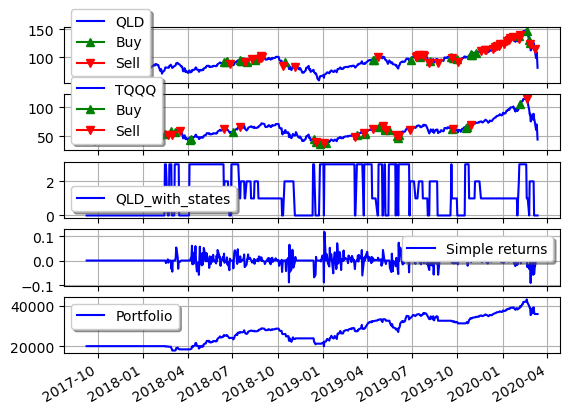 QLD
Buy
Sell
150
100
TQQQ
Buy
Sell
100
50
QLD_with_states
2
0
Simple returns
0.1
0.0
−0.1
Portfolio
40000
20000
2017-10
2018-01
2018-04
2018-07
2018-10
2019-01
2019-04
2019-07
2019-10
2020-01
2020-04